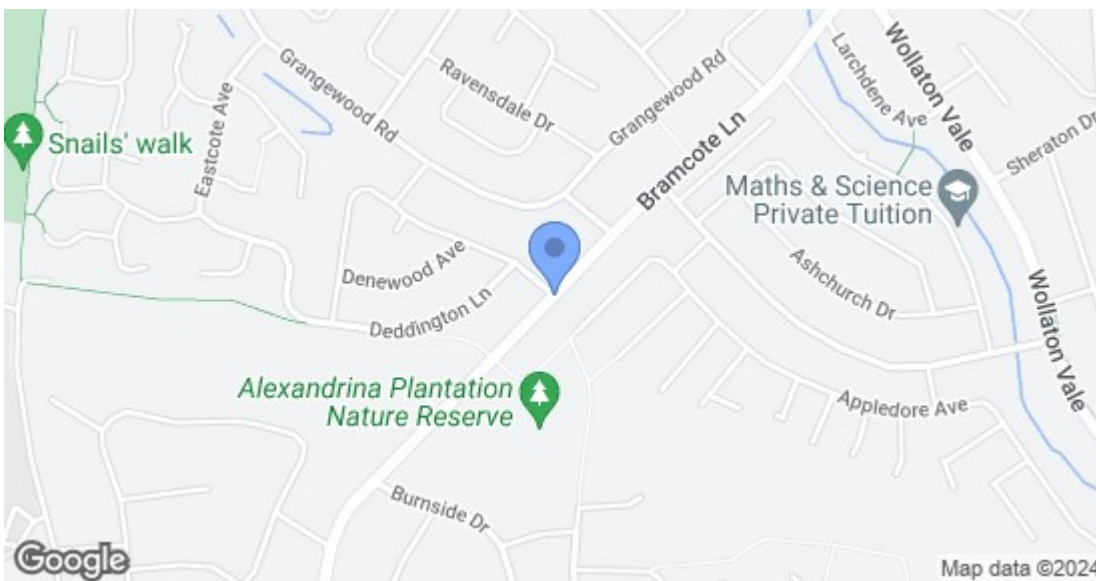 Grangewood Rd
Ravensdale Dr
Grangewood Rd
Larchdene Ave
Wollaton Vale
Sheraton Dr
Snails' walk
Eastcote Ave
Bramcote Ln
Maths & Science
Private Tuition
Denewood Ave
Deddington Ln
Ashchurch Dr
Wollaton Vale
Alexandrina Plantation
Nature Reserve
Appledore Ave
Burnside Dr
Google
Map data ©2024